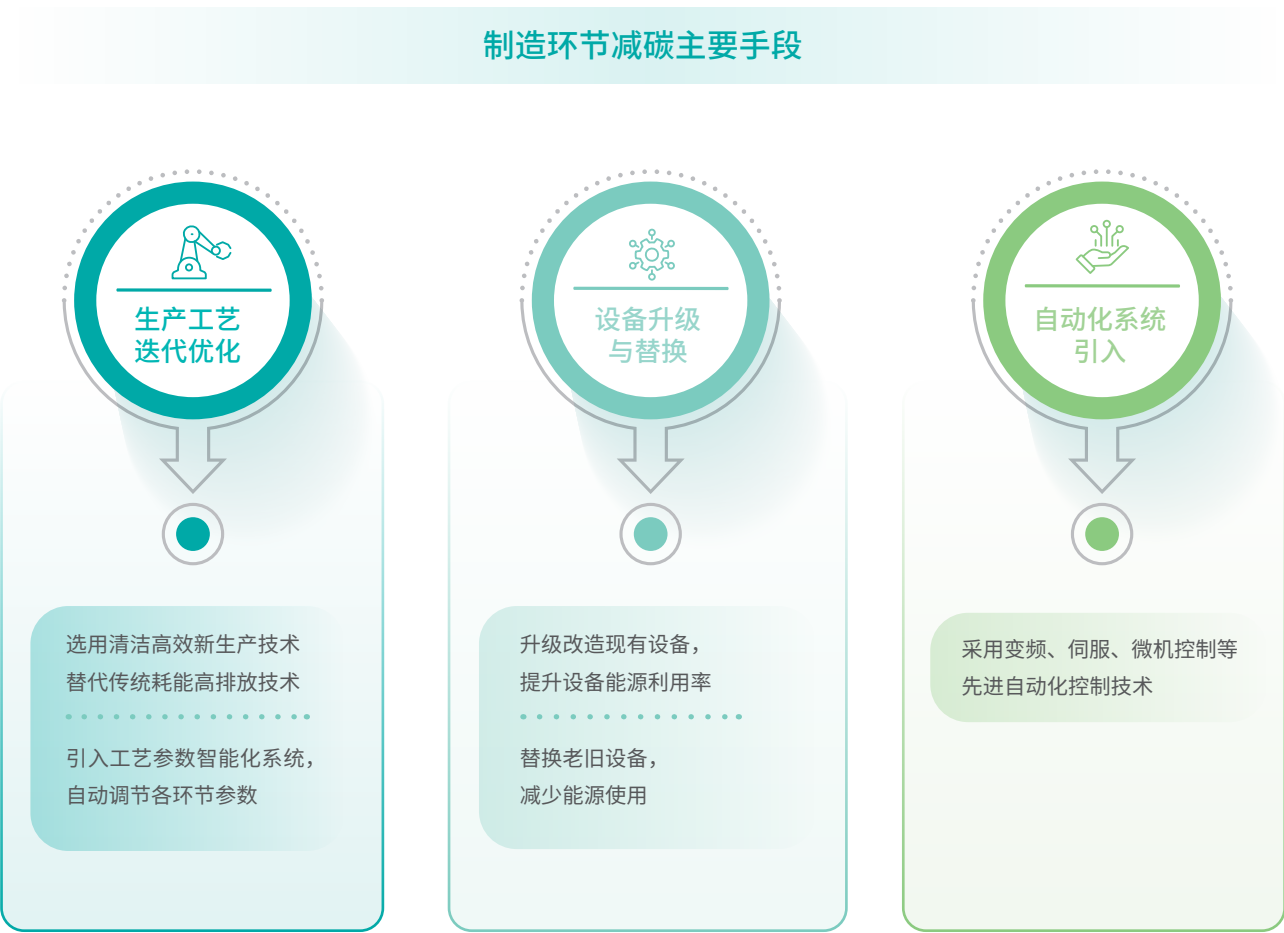 制造环节减碳主要手段
生产工艺
迭代优化
选用清洁高效新生产技术
替代传统耗能高排放技术
引入工艺参数智能化系统，
自动调节各环节参数
设备升级
与替换
升级改造现有设备，
提升设备能源利用率
替换老旧设备，
减少能源使用
自动化系统
引入
采用变频、伺服、微机控制等
先进自动化控制技术